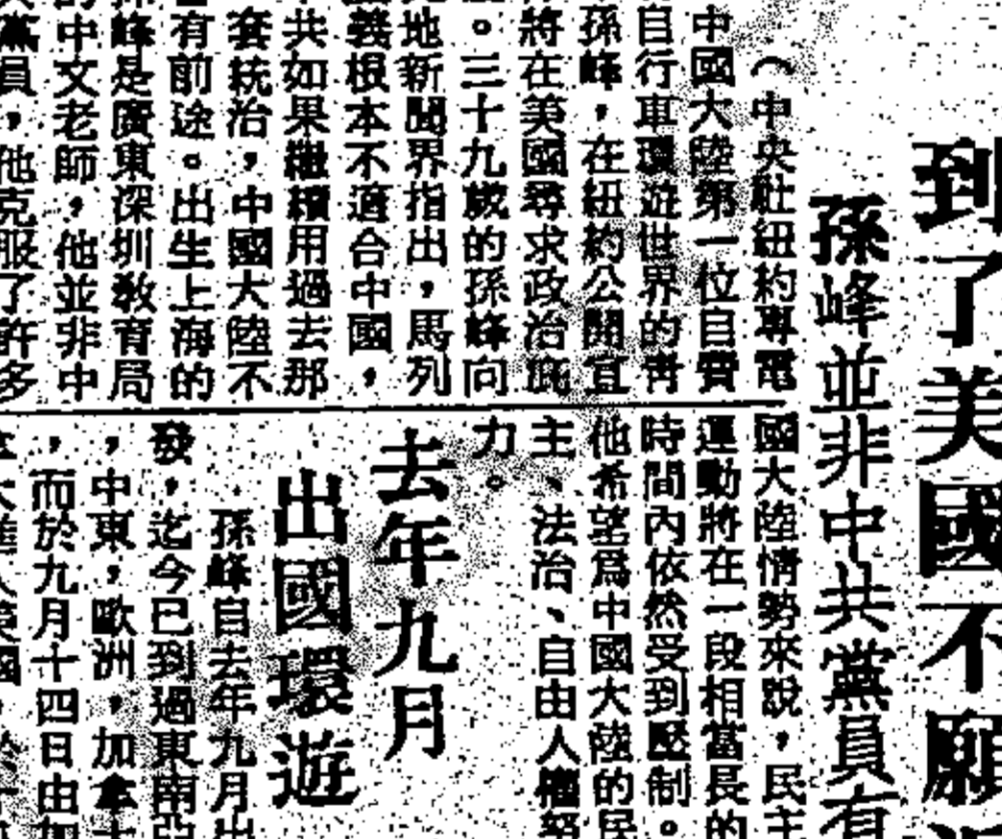 到了美國不願
孫峰並非中共黨員有
（中央社紐約專電
中國大陸第一位自費
自行車環遊世界的青
孫峰，在紐約公開宣
將在美國尋求政治庇
。三十九歲的孫峰向
地新聞界指出，馬列
義根本不適合中國，
共如果繼續用過去那
套統治，中國大陸不
有前途。出生上海的
孫峰是廣東深圳教育局
的中文老師，他並非中
黨員，他克服了許多
國大陸情勢來說，民主
運動將在一段相當長的
時間內依然受到壓制。
他希望為中國大陸的民
主、法治、自由人權努
力。
去年九月
出國環遊
孫峰自去年九月出
發，迄今已到過東南亞
，中東，歐洲，加拿大
，而於九月十四日由加